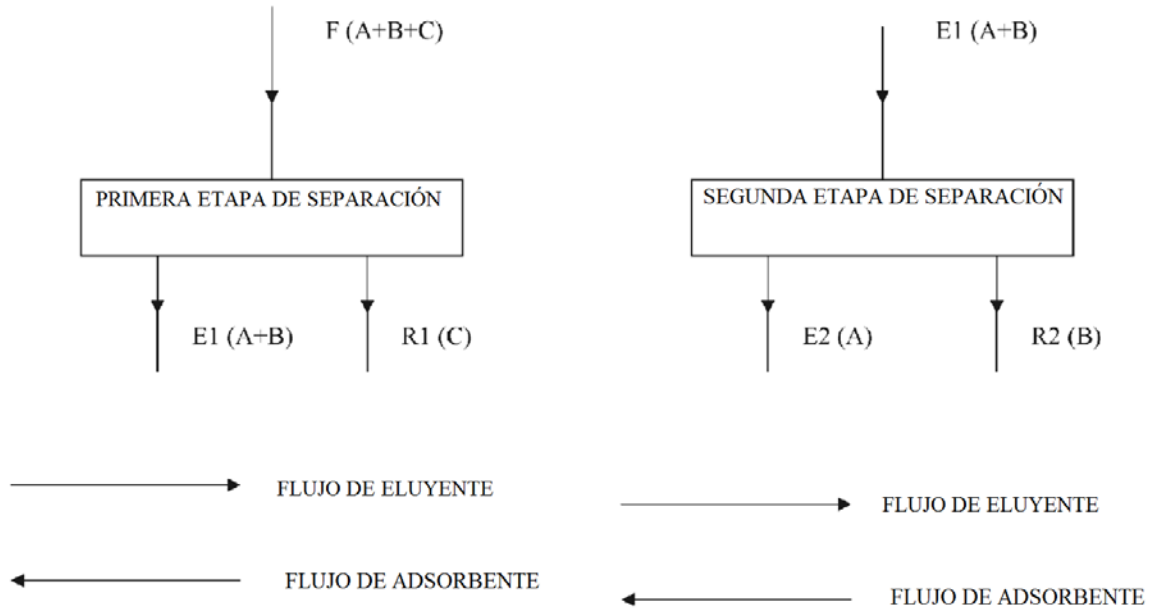 F (A+B+C)
PRIMERA ETAPA DE SEPARACIÓN
E1 (A+B)
R1 (C)
FLUJO DE ELUYENTE
FLUJO DE ADSORBENTE
E1 (A+B)
SEGUNDA ETAPA DE SEPARACIÓN
E2 (A)
R2 (B)
FLUJO DE ELUYENTE
FLUJO DE ADSORBENTE